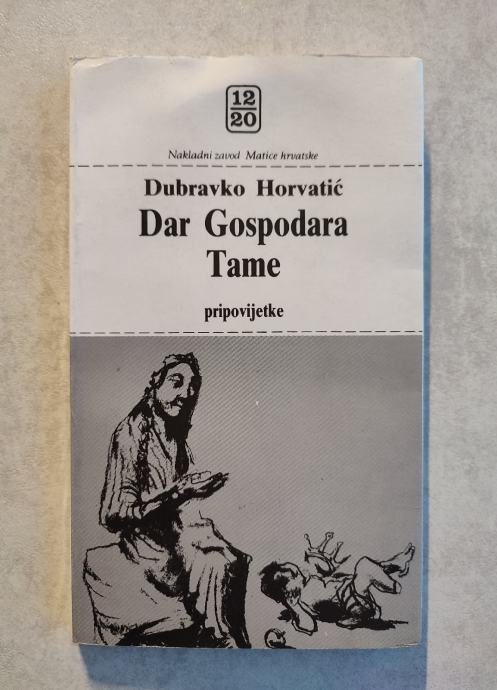 12
20
Nakladni zavod Matice hrvatske
Dubravko Horvatić
Dar Gospodara
Tame
pripovijetke